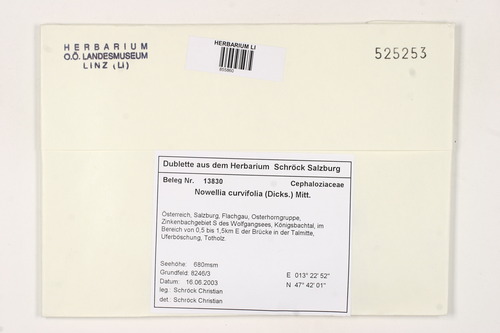 HERBARIUM
O.Ö. LANDESMUSEUM
LINZ (LI)
HERBARIUM LI
525253
Dublette aus dem Herbarium Schröck Salzburg
Beleg Nr. 13830 Cephaloziaceae
Nowellia curvifolia (Dicks.) Mitt.
Österreich, Salzburg, Flachgau, Osterhorngruppe,
Zinkenbachgebiet S des Wolfgangsees, Königsbachtal, im
Bereich von 0,5 bis 1,5km E der Brücke in der Talmitte,
Uferböschung, Totholz.
Seehöhe: 680msm
Grundfeld: 8246/3 E 013° 22' 52"
Datum: 16.06.2003 N 47° 42' 01"
leg.: Schröck Christian
det.: Schröck Christian